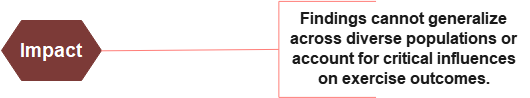 Impact
Findings cannot generalize
across diverse populations or
account for critical influences
on exercise outcomes.